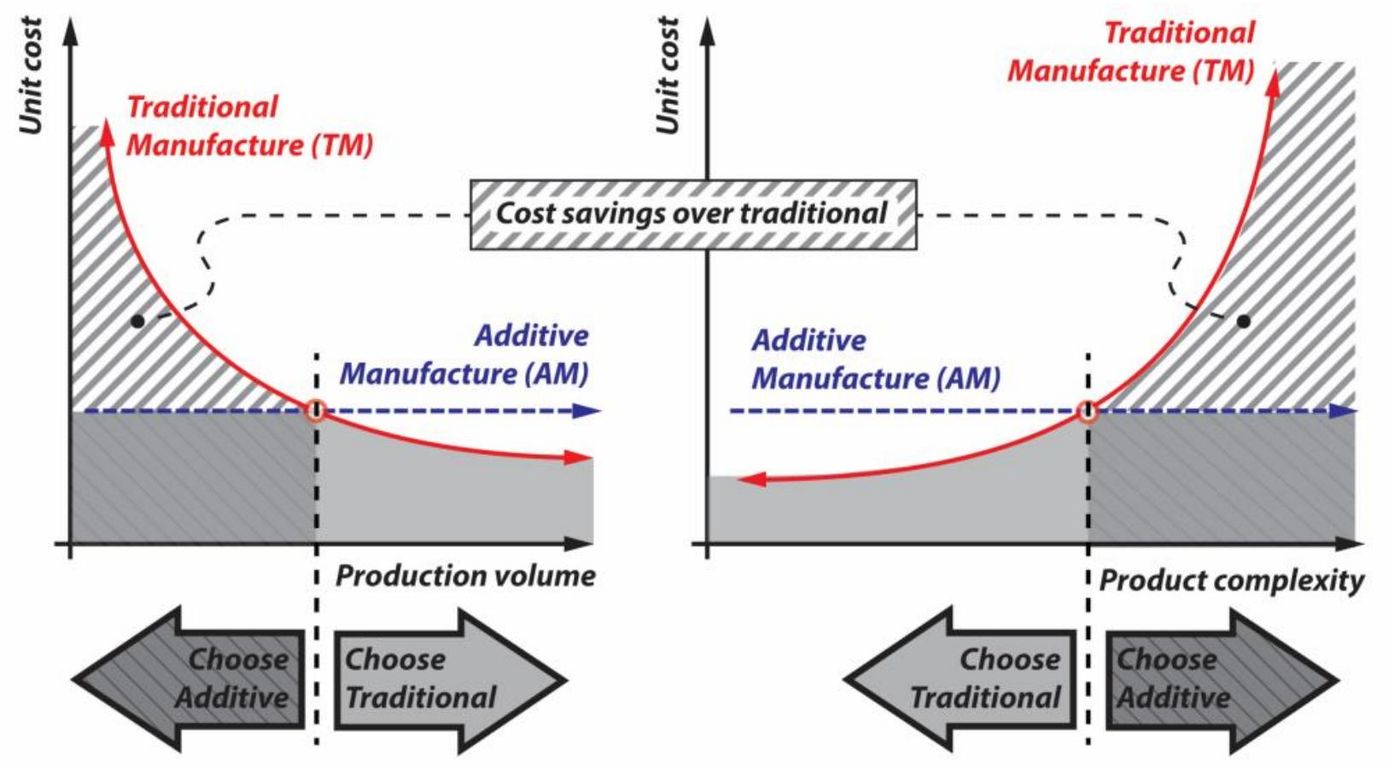 Unit cost
Traditional
Manufacture (TM)
Additive
Manufacture (AM)
Production volume
Choose
Additive
Choose
Traditional
Cost savings over traditional
Unit cost
Traditional
Manufacture (TM)
Additive
Manufacture (AM)
Product complexity
Choose
Traditional
Choose
Additive